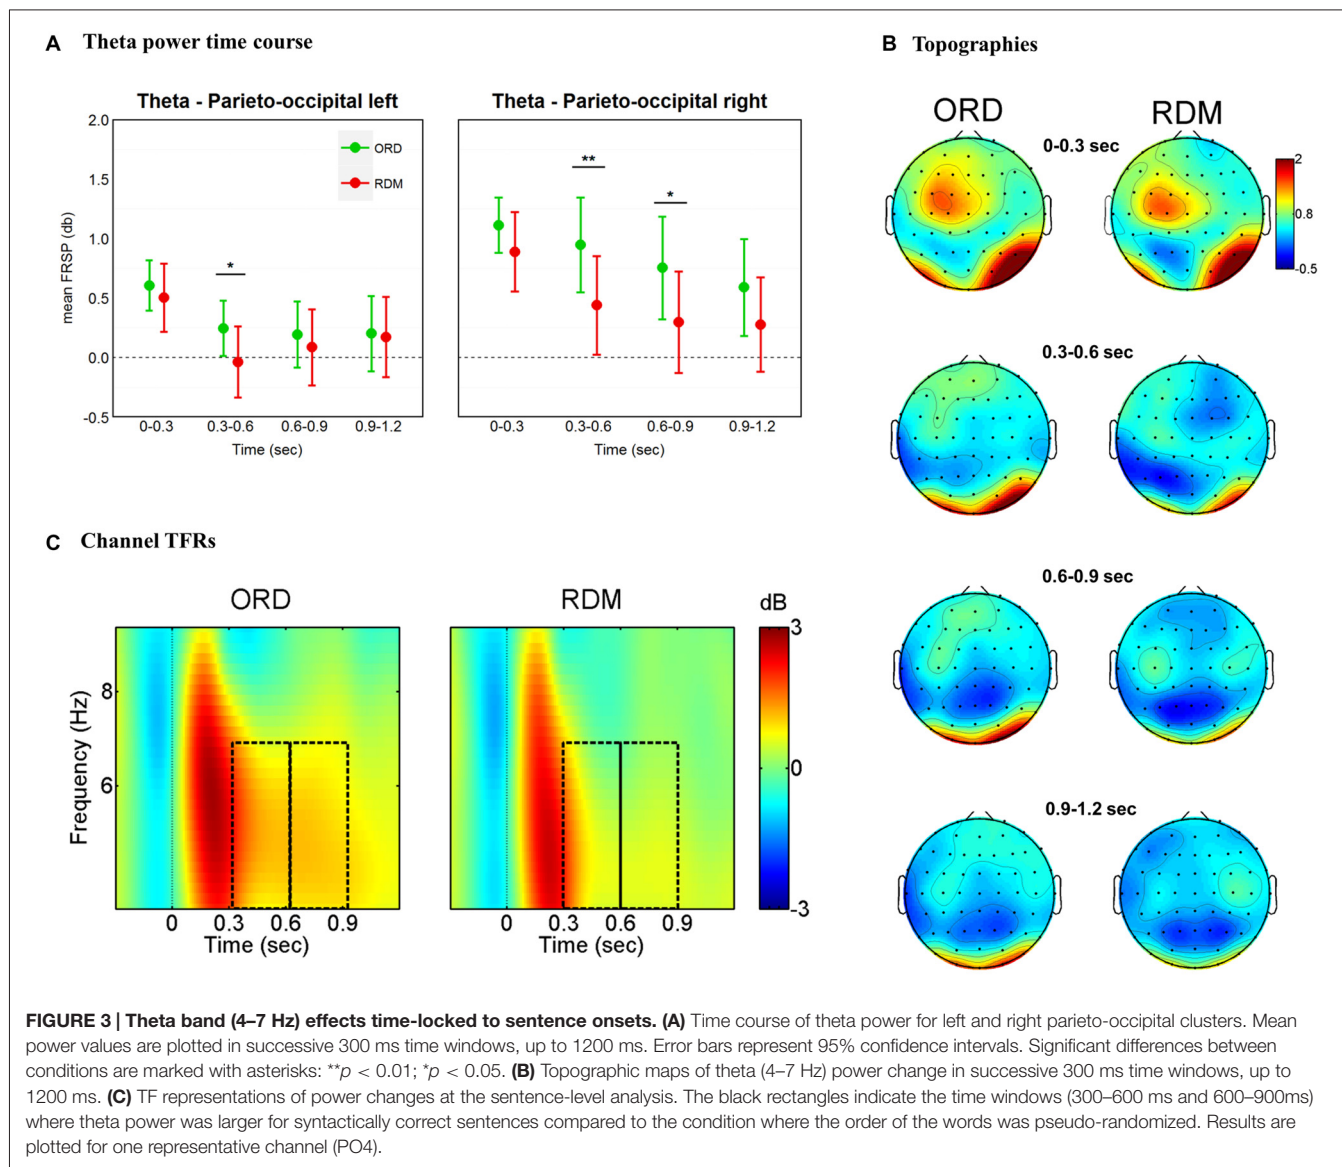 A Theta power time course
Theta - Parieto-occipital left
Theta - Parieto-occipital right
2.0
1.5
1.0
0.5
0.0
-0.5
mean FRSP (db)
ORD
RDM
*
**
*
0-0.3 0.3-0.6 0.6-0.9 0.9-1.2
Time (sec)
0-0.3 0.3-0.6 0.6-0.9 0.9-1.2
Time (sec)
B Topographies
ORD RDM
0-0.3 sec
2
0.8
-0.5
0.3-0.6 sec
0.6-0.9 sec
0.9-1.2 sec
C Channel TFRs
ORD
RDM
dB
3
0
-3
8
6
Frequency (Hz)
0 0.3 0.6 0.9
Time (sec)
0 0.3 0.6 0.9
Time (sec)
FIGURE 3 | Theta band (4–7 Hz) effects time-locked to sentence onsets. (A) Time course of theta power for left and right parieto-occipital clusters. Mean
power values are plotted in successive 300 ms time windows, up to 1200 ms. Error bars represent 95% confidence intervals. Significant differences between
conditions are marked with asterisks: **p < 0.01; *p < 0.05. (B) Topographic maps of theta (4–7 Hz) power change in successive 300 ms time windows, up to
1200 ms. (C) TF representations of power changes at the sentence-level analysis. The black rectangles indicate the time windows (300–600 ms and 600–900ms)
where theta power was larger for syntactically correct sentences compared to the condition where the order of the words was pseudo-randomized. Results are
plotted for one representative channel (PO4).